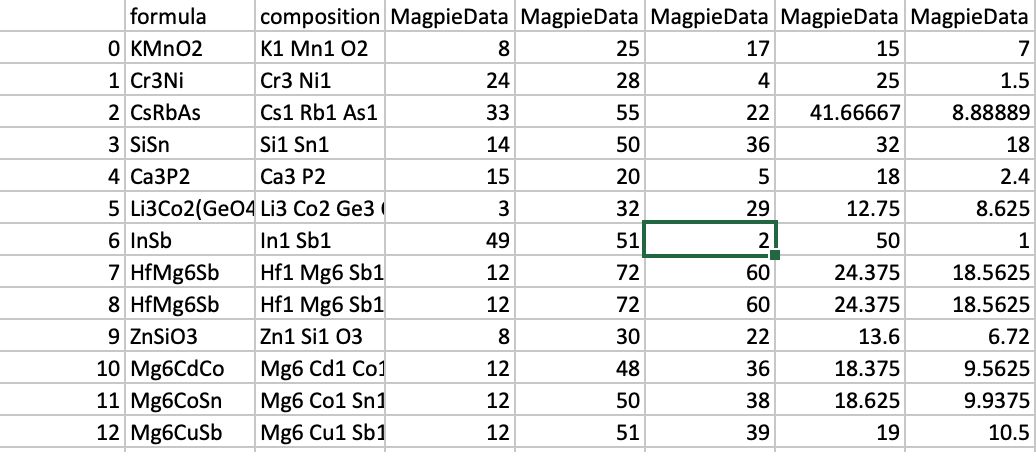 formula composition MagpieData MagpieData MagpieData MagpieData MagpieData
0 KMnO2 K1 Mn1 O2 8 25 17 15 7
1 Cr3Ni Cr3 Ni1 24 28 4 25 1.5
2 CsRbAs Cs1 Rb1 As1 33 55 22 41.66667 8.88889
3 SiSn Si1 Sn1 14 50 36 32 18
4 Ca3P2 Ca3 P2 15 20 5 18 2.4
5 Li3Co2(GeO4 Li3 Co2 Ge3 3 32 29 12.75 8.625
6 InSb In1 Sb1 49 51 2 50 1
7 HfMg6Sb Hf1 Mg6 Sb1 12 72 60 24.375 18.5625
8 HfMg6Sb Hf1 Mg6 Sb1 12 72 60 24.375 18.5625
9 ZnSiO3 Zn1 Si1 O3 8 30 22 13.6 6.72
10 Mg6CdCo Mg6 Cd1 Co1 12 48 36 18.375 9.5625
11 Mg6CoSn Mg6 Co1 Sn1 12 50 38 18.625 9.9375
12 Mg6CuSb Mg6 Cu1 Sb1 12 51 39 19 10.5